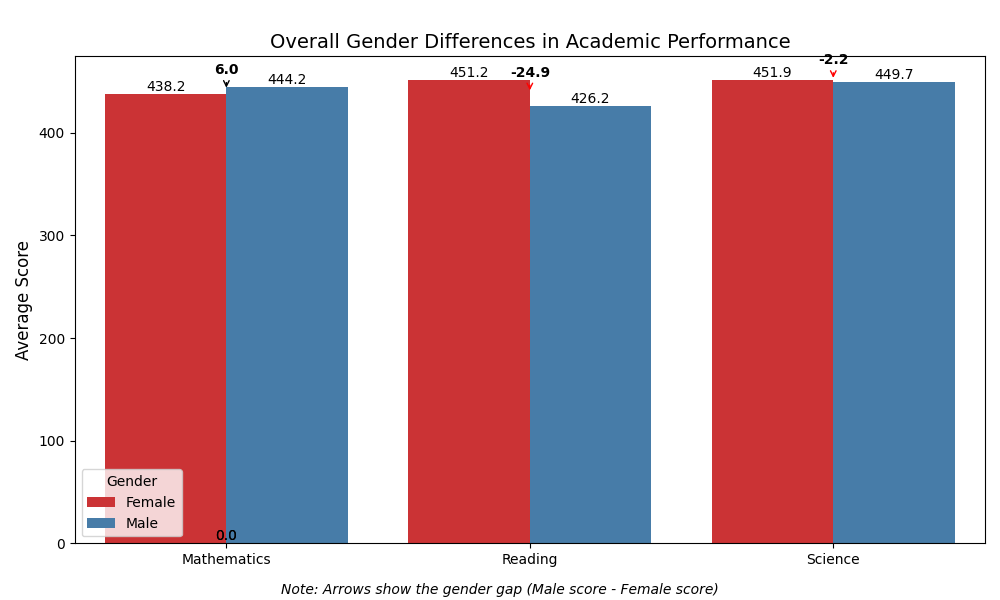 Overall Gender Differences in Academic Performance
-2.2
6.0
-24.9
438.2
444.2
451.2
426.2
451.9
449.7
400
300
200
100
0
Average Score
Gender
Female
Male
0.0
Mathematics
Reading
Science
Note: Arrows show the gender gap (Male score - Female score)